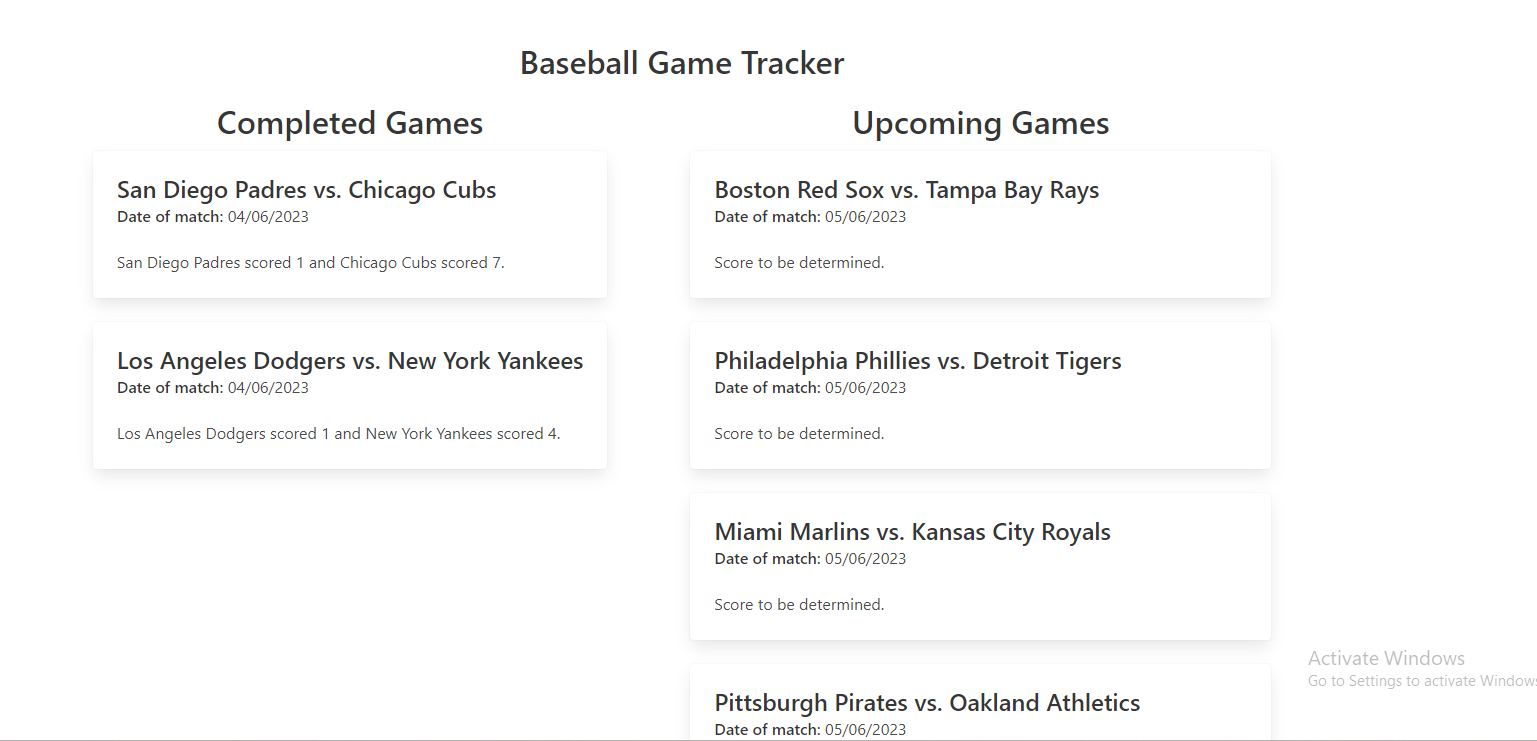 Baseball Game Tracker
Completed Games
San Diego Padres vs. Chicago Cubs
Date of match: 04/06/2023
San Diego Padres scored 1 and Chicago Cubs scored 7.
Los Angeles Dodgers vs. New York Yankees
Date of match: 04/06/2023
Los Angeles Dodgers scored 1 and New York Yankees scored 4.
Upcoming Games
Boston Red Sox vs. Tampa Bay Rays
Date of match: 05/06/2023
Score to be determined.
Philadelphia Phillies vs. Detroit Tigers
Date of match: 05/06/2023
Score to be determined.
Miami Marlins vs. Kansas City Royals
Date of match: 05/06/2023
Score to be determined.
Pittsburgh Pirates vs. Oakland Athletics
Date of match: 05/06/2023
Activate Windows
Go to Settings to activate Windows